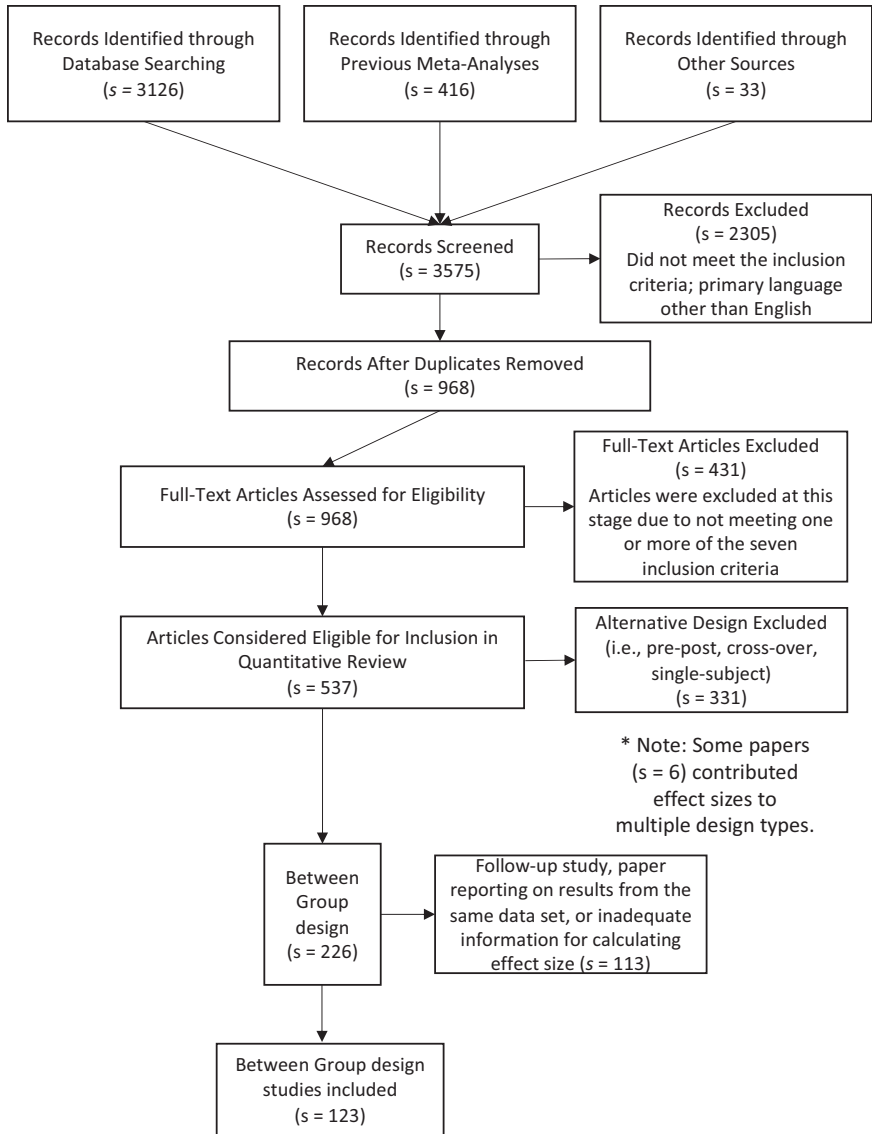 Records Identified through
Database Searching
(s = 3126)
Records Identified through
Previous Meta-Analyses
(s = 416)
Records Identified through
Other Sources
(s = 33)
Records Screened
(s = 3575)
Records Excluded
(s = 2305)
Did not meet the inclusion
criteria; primary language
other than English
Records After Duplicates Removed
(s = 968)
Full-Text Articles Assessed for Eligibility
(s = 968)
Full-Text Articles Excluded
(s = 431)
Articles were excluded at this
stage due to not meeting one
or more of the seven
inclusion criteria
Articles Considered Eligible for Inclusion in
Quantitative Review
(s = 537)
Alternative Design Excluded
(i.e., pre-post, cross-over,
single-subject)
(s = 331)
* Note: Some papers
(s = 6) contributed
effect sizes to
multiple design types.
Between
Group
design
(s = 226)
Follow-up study, paper
reporting on results from the
same data set, or inadequate
information for calculating
effect size (s = 113)
Between Group design
studies included
(s = 123)